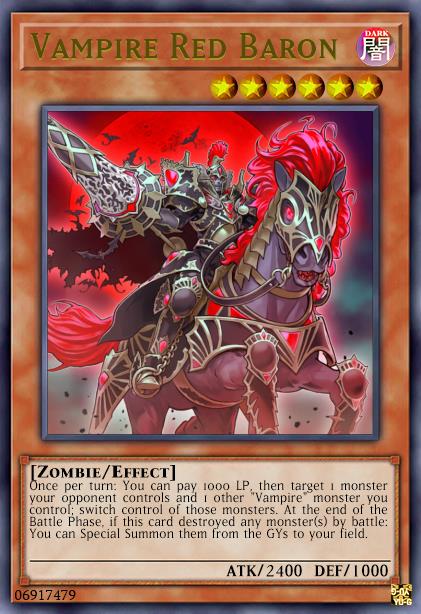 Vampire Red Baron
DARK
闇
[Zombie/Effect]
Once per turn: You can pay 1000 LP, then target 1 monster
your opponent controls and 1 other "Vampire" monster you
control; switch control of those monsters. At the end of the
Battle Phase, if this card destroyed any monster(s) by battle:
You can Special Summon them from the GYs to your field.
ATK/2400 DEF/1000
06917479